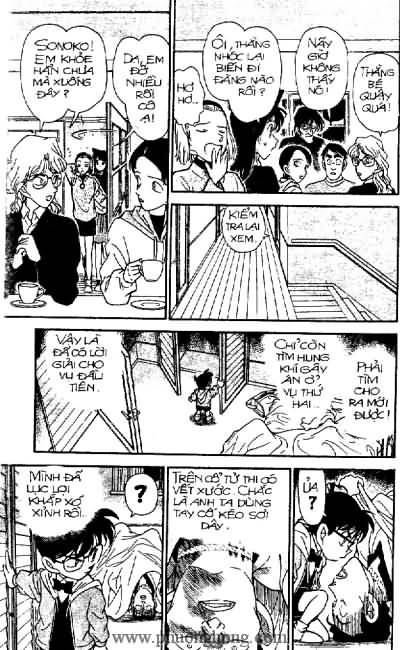 SONOKO!
EM KHỎE
HẲN CHƯA
MÀ XUỐNG
ĐÂY?
DẠ, EM
ĐỠ
NHIỀU
RỒI
CÔ
Ạ!
HƠ
HƠ..
ÔI, THẰNG
NHÓC LẠI
BIẾN ĐI
ĐẰNG NÀO
RỒI?
NÃY
GIỜ
KHÔNG
THẤY
NÓ!
THẰNG
BÉ
QUẬY
QUÁ!
KIỂM
TRA LẠI
XEM.
VẬY LÀ
ĐÃ CÓ LỜI
GIẢI CHO
VỤ ĐẦU
TIÊN.
CHỈ CÒN
TÌM HUNG
KHÍ GÂY
ÁN Ở
VỤ THỨ
HAI...
PHẢI
TÌM
CHO
RA MỚI
ĐƯỢC!
MÌNH ĐÃ
LỤC LỌI
KHẮP XÓ
XỈNH RỒI.
?
TRÊN CỔ TỬ THI CÓ
VẾT XƯỚC. CHẮC
LÀ ANH TA DÙNG
TAY CỐ KÉO SỢI
DÂY.
ỦA
?
www.phuonghong.com